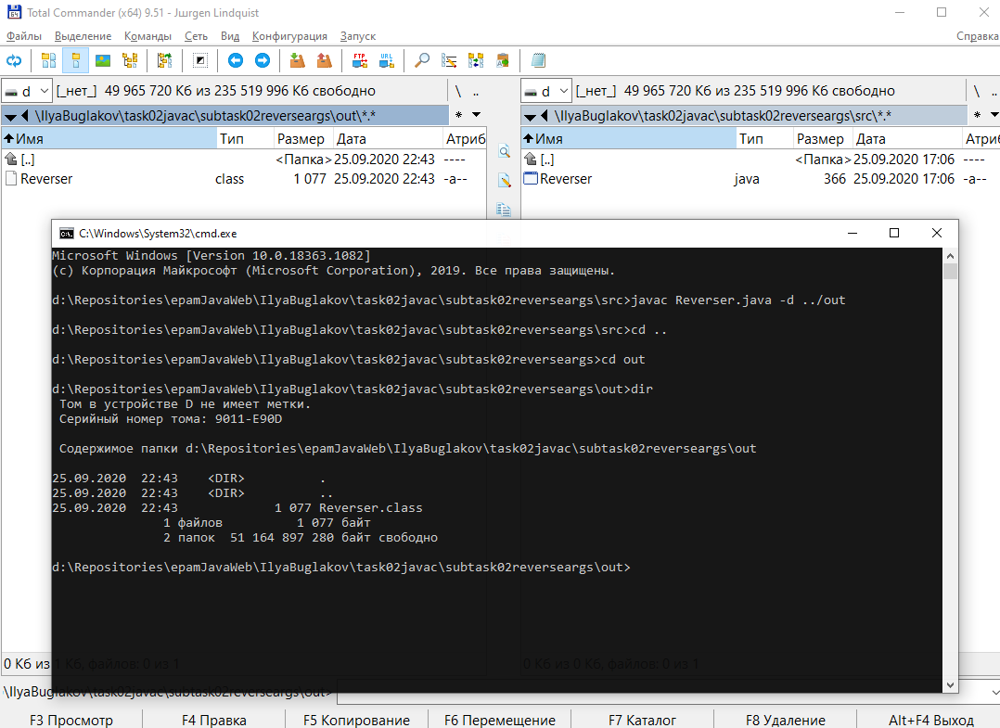 Total Commander (x64) 9.51 - Jurgen Lindquist
Файлы Выделение Команды Сеть Вид Конфигурация Запуск Справка
FTP URL
d [_нет_] 49 965 720 Кб из 235 519 996 Кб свободно \ ..
d [_нет_] 49 965 720 Кб из 235 519 996 Кб свободно \ ..
\IlyaBuglakov\task02javac\subtask02reverseargs\out\*.* * 
\IlyaBuglakov\task02javac\subtask02reverseargs\src\*.* *
Имя Тип Размер Дата Атриб
[..] <Папка> 25.09.2020 22:43 ----
Reverser class 1 077 25.09.2020 22:43 -a--
Имя Тип Размер Дата Атри
[..] <Папка> 25.09.2020 17:06 ----
Reverser java 366 25.09.2020 17:06 -a--
C:\Windows\System32\cmd.exe
Microsoft Windows [Version 10.0.18363.1082]
(c) Корпорация Майкрософт (Microsoft Corporation), 2019. Все права защищены.
d:\Repositories\epamJavaWeb\IlyaBuglakov\task02javac\subtask02reverseargs\src>javac Reverser.java -d ../out
d:\Repositories\epamJavaWeb\IlyaBuglakov\task02javac\subtask02reverseargs\src>cd ..
d:\Repositories\epamJavaWeb\IlyaBuglakov\task02javac\subtask02reverseargs>cd out
d:\Repositories\epamJavaWeb\IlyaBuglakov\task02javac\subtask02reverseargs\out>dir
Том в устройстве D не имеет метки.
Серийный номер тома: 9011-E90D
Содержимое папки d:\Repositories\epamJavaWeb\IlyaBuglakov\task02javac\subtask02reverseargs\out
25.09.2020 22:43 <DIR> .
25.09.2020 22:43 <DIR> ..
25.09.2020 22:43 1 077 Reverser.class
1 файлов 1 077 байт
2 папок 51 164 897 280 байт свободно
d:\Repositories\epamJavaWeb\IlyaBuglakov\task02javac\subtask02reverseargs\out>
0 Кб из 1 Кб, файлов: 0 из 1
0 Кб из 0 Кб, файлов: 0 из 1
\IlyaBuglakov\task02javac\subtask02reverseargs\out>
F3 Просмотр F4 Правка F5 Копирование F6 Перемещение F7 Каталог F8 Удаление Alt+F4 Выход